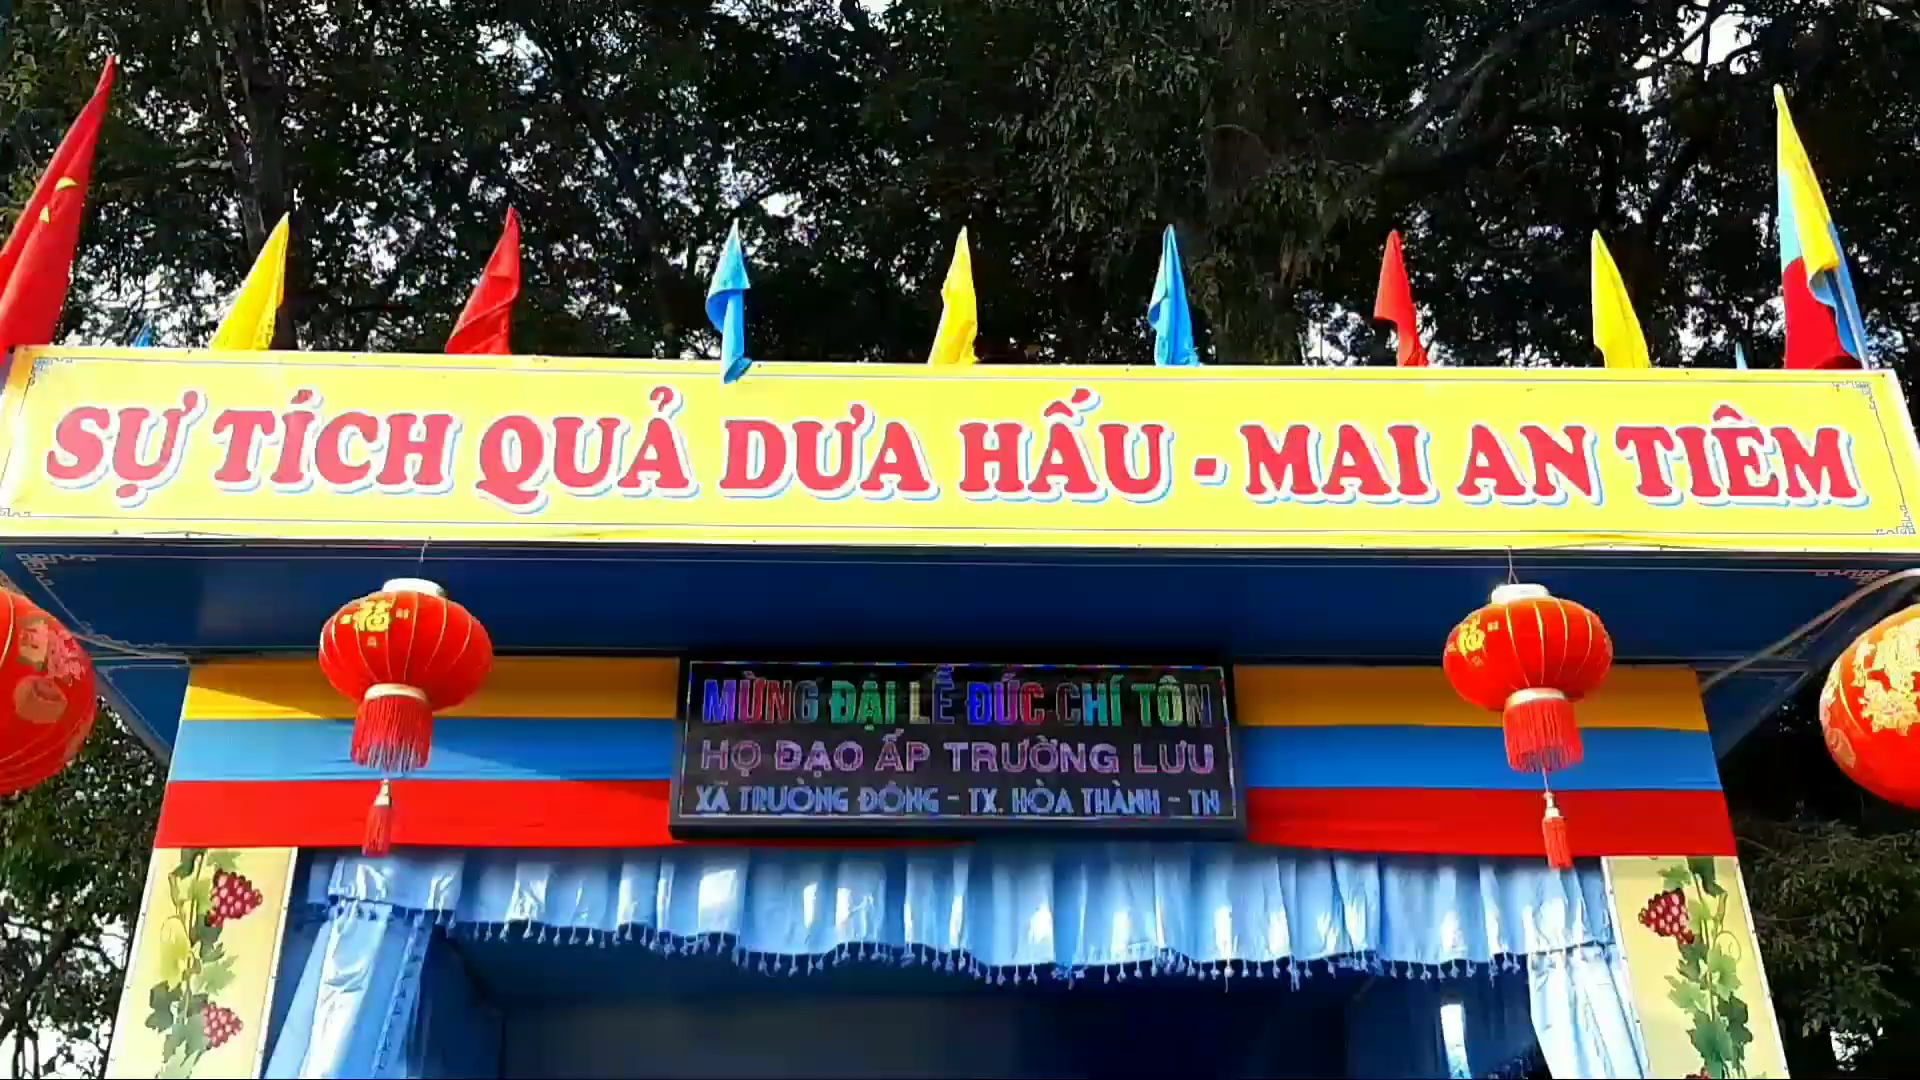 SỰ TÍCH QUẢ DƯA HẤU - MAI AN TIÊM
MỪNG ĐẠI LỄ ĐỨC CHÍ TÔN
HỌ ĐẠO ẤP TRƯỜNG LƯU
XÃ TRƯỜNG ĐÔNG - TX. HÒA THÀNH - TN